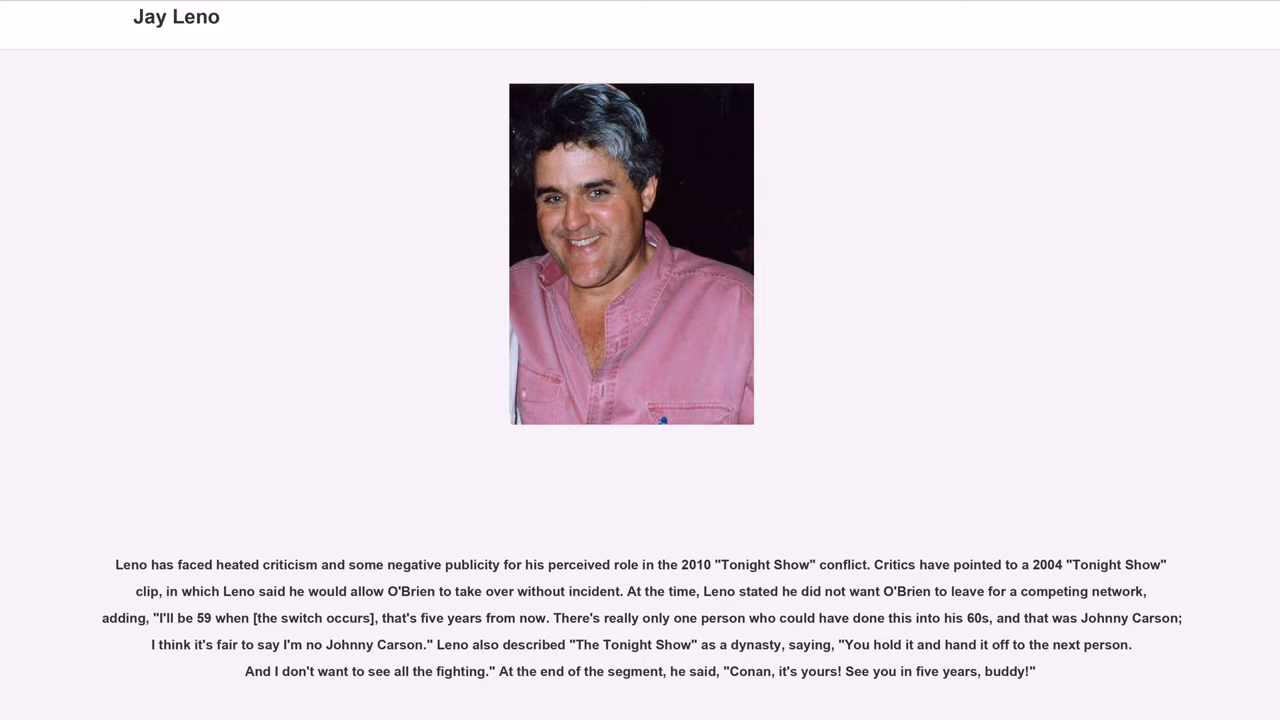 Jay Leno
Leno has faced heated criticism and some negative publicity for his perceived role in the 2010 "Tonight Show" conflict. Critics have pointed to a 2004 "Tonight Show"
clip, in which Leno said he would allow O'Brien to take over without incident. At the time, Leno stated he did not want O'Brien to leave for a competing network,
adding, "I'll be 59 when [the switch occurs], that's five years from now. There's really only one person who could have done this into his 60s, and that was Johnny Carson;
I think it's fair to say I'm no Johnny Carson." Leno also described "The Tonight Show" as a dynasty, saying, "You hold it and hand it off to the next person.
And I don't want to see all the fighting." At the end of the segment, he said, "Conan, it's yours! See you in five years, buddy!"